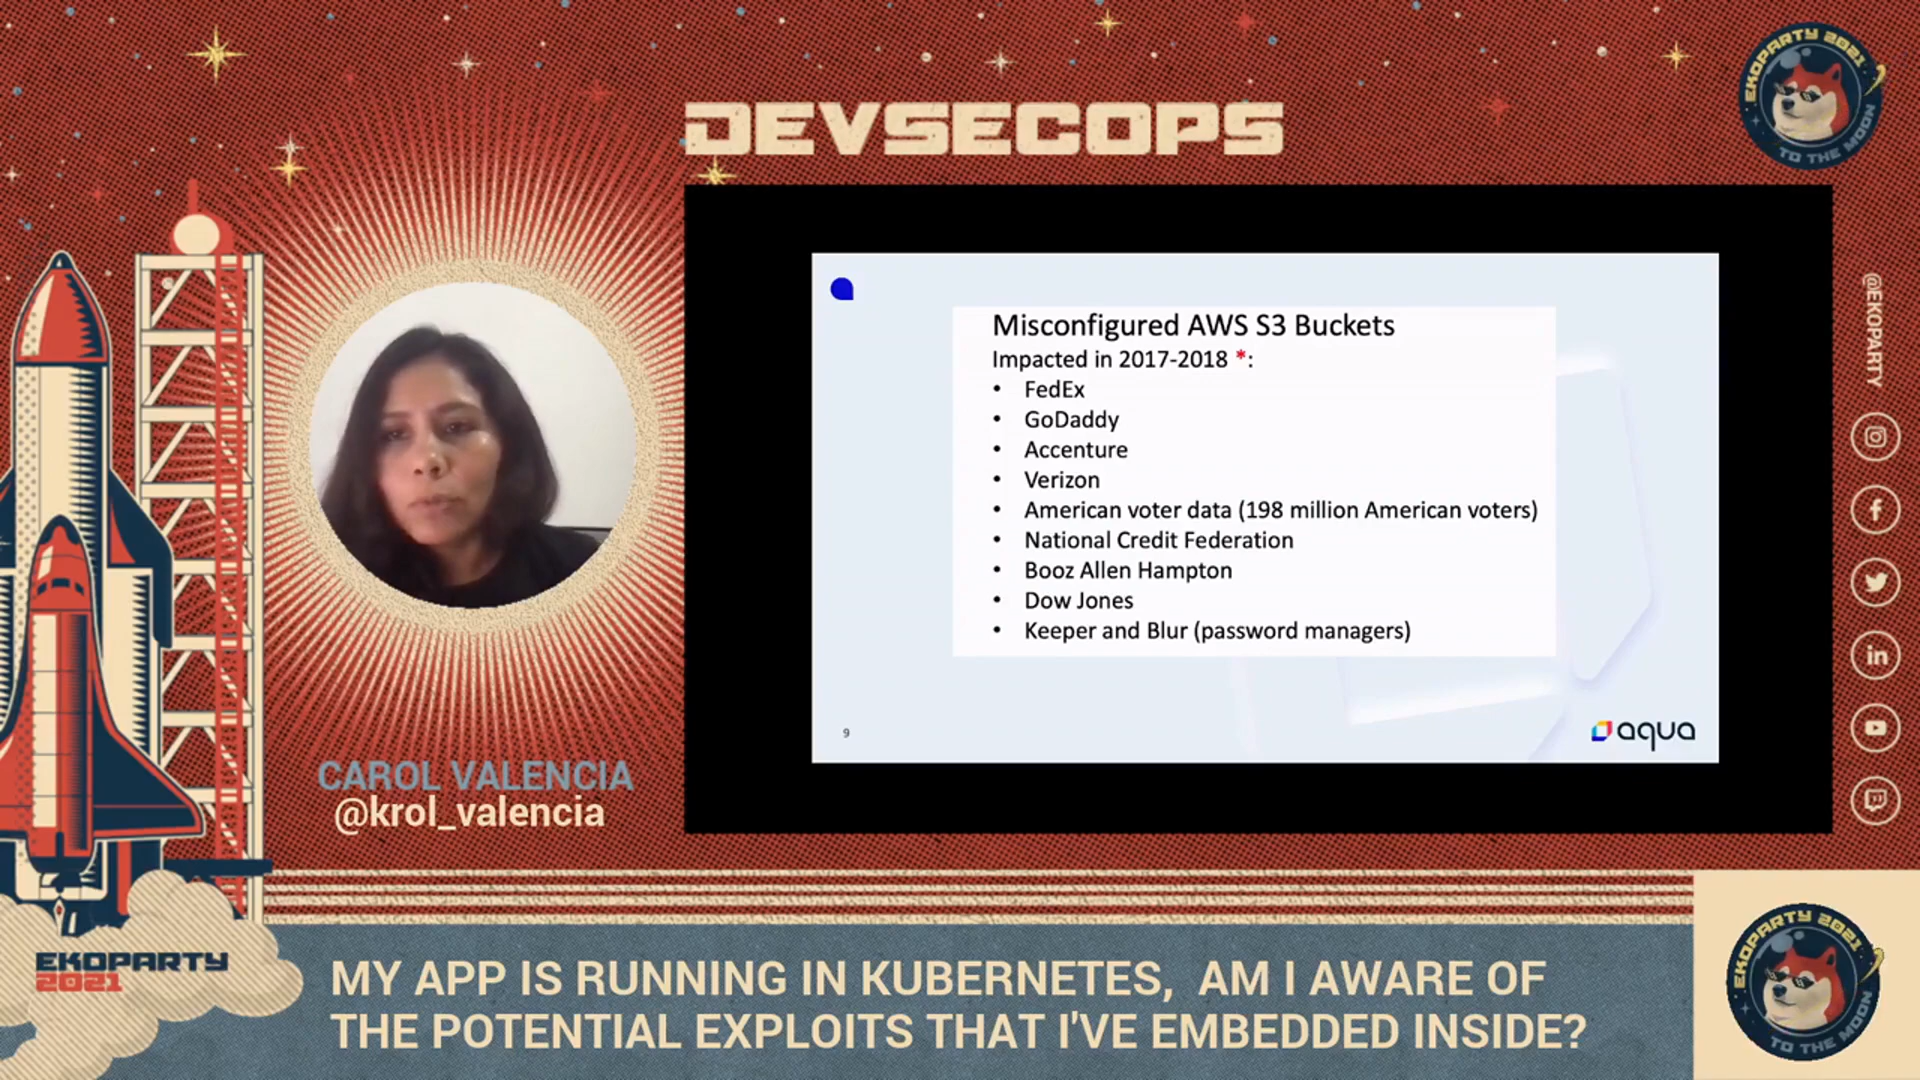 DEVSECOPS
EKOPARTY 2021
TO THE MOON
Misconfigured AWS S3 Buckets
Impacted in 2017-2018 *:
• FedEx
• GoDaddy
• Accenture
• Verizon
• American voter data (198 million American voters)
• National Credit Federation
• Booz Allen Hampton
• Dow Jones
• Keeper and Blur (password managers)
9
aqua
@EKOPARTY
CAROL VALENCIA
@krol_valencia
EKOPARTY
2021
MY APP IS RUNNING IN KUBERNETES, AM I AWARE OF
THE POTENTIAL EXPLOITS THAT I'VE EMBEDDED INSIDE?
EKOPARTY 2021
TO THE MOON